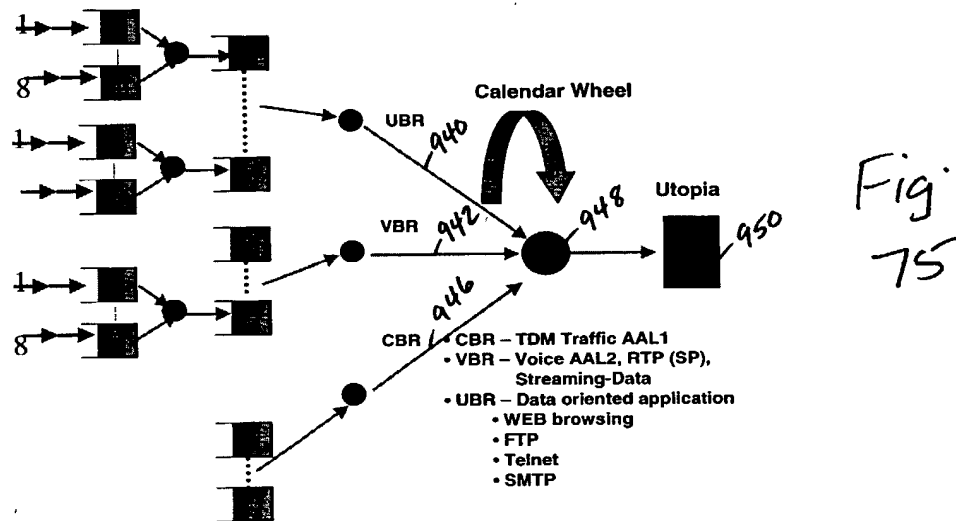 1
8
1
1
8
UBR
940
Calendar Wheel
VBR
942
948
Utopia
950
Fig.
75
CBR
946
• CBR – TDM Traffic AAL1
• VBR – Voice AAL2, RTP (SP),
Streaming-Data
• UBR – Data oriented application
• WEB browsing
• FTP
• Telnet
• SMTP